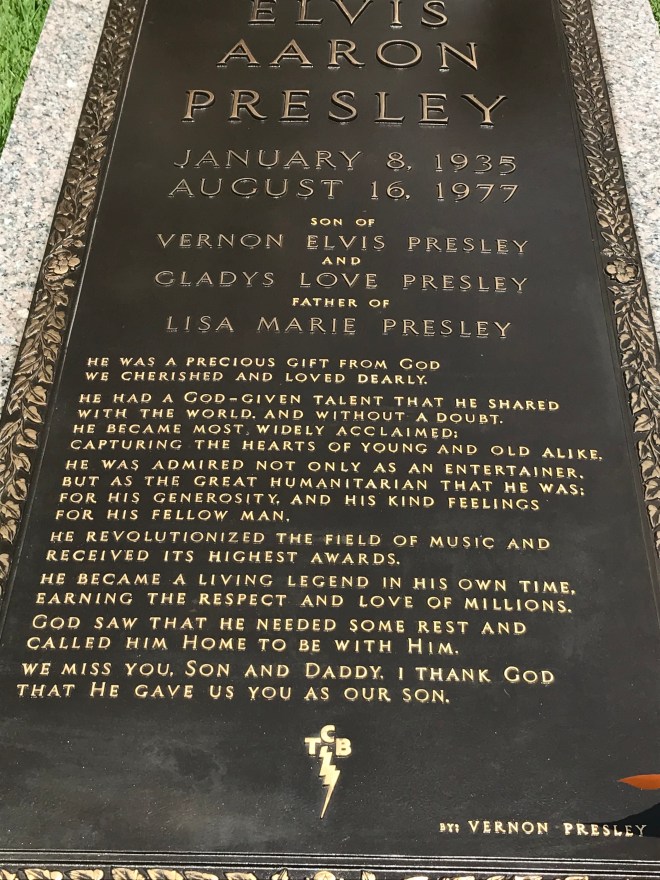 ELVIS
AARON
PRESLEY
JANUARY 8, 1935
AUGUST 16, 1977
SON OF
VERNON ELVIS PRESLEY
AND
GLADYS LOVE PRESLEY
FATHER OF
LISA MARIE PRESLEY
HE WAS A PRECIOUS GIFT FROM GOD
WE CHERISHED AND LOVED DEARLY.
HE HAD A GOD-GIVEN TALENT THAT HE SHARED
WITH THE WORLD. AND WITHOUT A DOUBT.
HE BECAME MOST WIDELY ACCLAIMED;
CAPTURING THE HEARTS OF YOUNG AND OLD ALIKE.
HE WAS ADMIRED NOT ONLY AS AN ENTERTAINER.
BUT AS THE GREAT HUMANITARIAN THAT HE WAS;
FOR HIS GENEROSITY, AND HIS KIND FEELINGS
FOR HIS FELLOW MAN.
HE REVOLUTIONIZED THE FIELD OF MUSIC AND
RECEIVED ITS HIGHEST AWARDS.
HE BECAME A LIVING LEGEND IN HIS OWN TIME,
EARNING THE RESPECT AND LOVE OF MILLIONS.
GOD SAW THAT HE NEEDED SOME REST AND
CALLED HIM HOME TO BE WITH HIM.
WE MISS YOU, SON AND DADDY. I THANK GOD
THAT HE GAVE US YOU AS OUR SON.
TCB
BY: VERNON PRESLEY